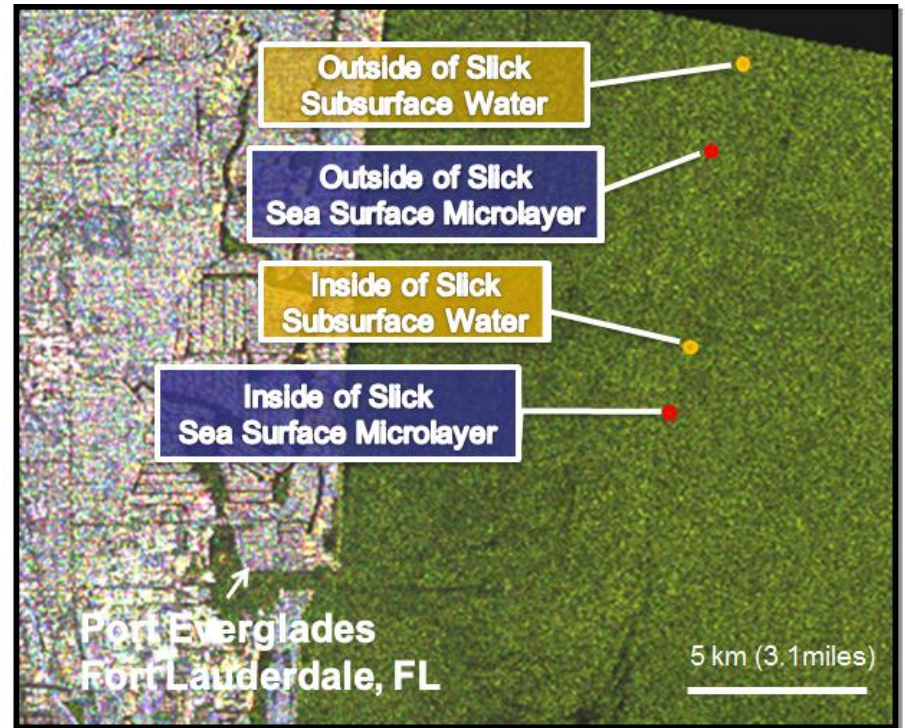 Outside of Slick
Subsurface Water
Outside of Slick
Sea Surface Microlayer
Inside of Slick
Subsurface Water
Inside of Slick
Sea Surface Microlayer
Port Everglades
Fort Lauderdale, FL
5 km (3.1miles)